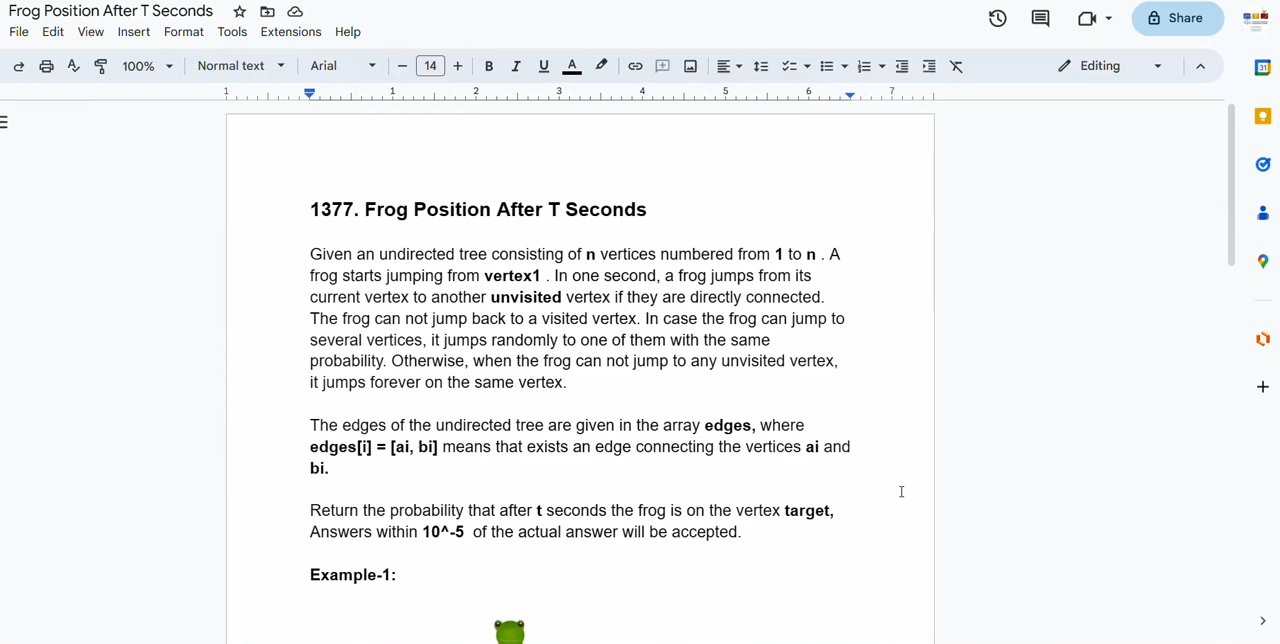 Frog Position After T Seconds
File Edit View Insert Format Tools Extensions Help
Share
100% Normal text Arial − 14 + B I U A Editing
1 1 2 3 4 5 6 7
1377. Frog Position After T Seconds
Given an undirected tree consisting of n vertices numbered from 1 to n . A
frog starts jumping from vertex1 . In one second, a frog jumps from its
current vertex to another unvisited vertex if they are directly connected.
The frog can not jump back to a visited vertex. In case the frog can jump to
several vertices, it jumps randomly to one of them with the same
probability. Otherwise, when the frog can not jump to any unvisited vertex,
it jumps forever on the same vertex.
The edges of the undirected tree are given in the array edges, where
edges[i] = [ai, bi] means that exists an edge connecting the vertices ai and
bi.
Return the probability that after t seconds the frog is on the vertex target,
Answers within 10^-5 of the actual answer will be accepted.
Example-1: